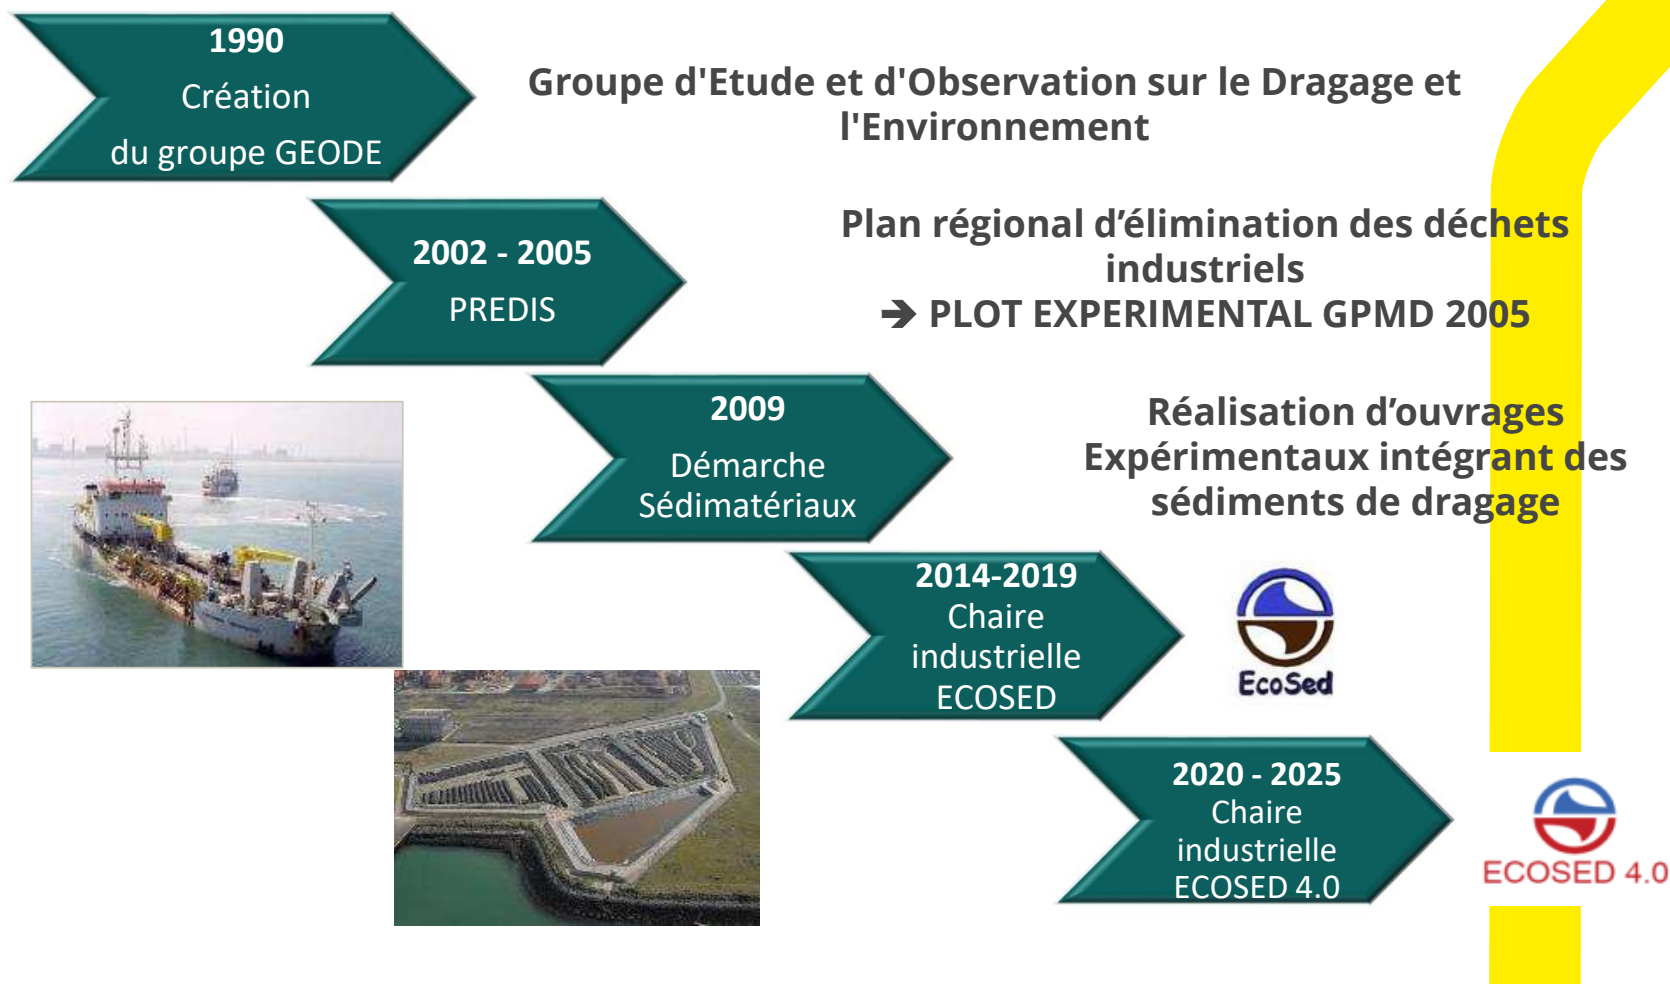 1990
Création
du groupe GEODE
Groupe d'Etude et d'Observation sur le Dragage et
l'Environnement
2002 - 2005
PREDIS
Plan régional d’élimination des déchets
industriels
➔ PLOT EXPERIMENTAL GPMD 2005
2009
Démarche
Sédimatériaux
Réalisation d’ouvrages
Expérimentaux intégrant des
sédiments de dragage
2014-2019
Chaire
industrielle
ECOSED
EcoSed
2020 - 2025
Chaire
industrielle
ECOSED 4.0
ECOSED 4.0